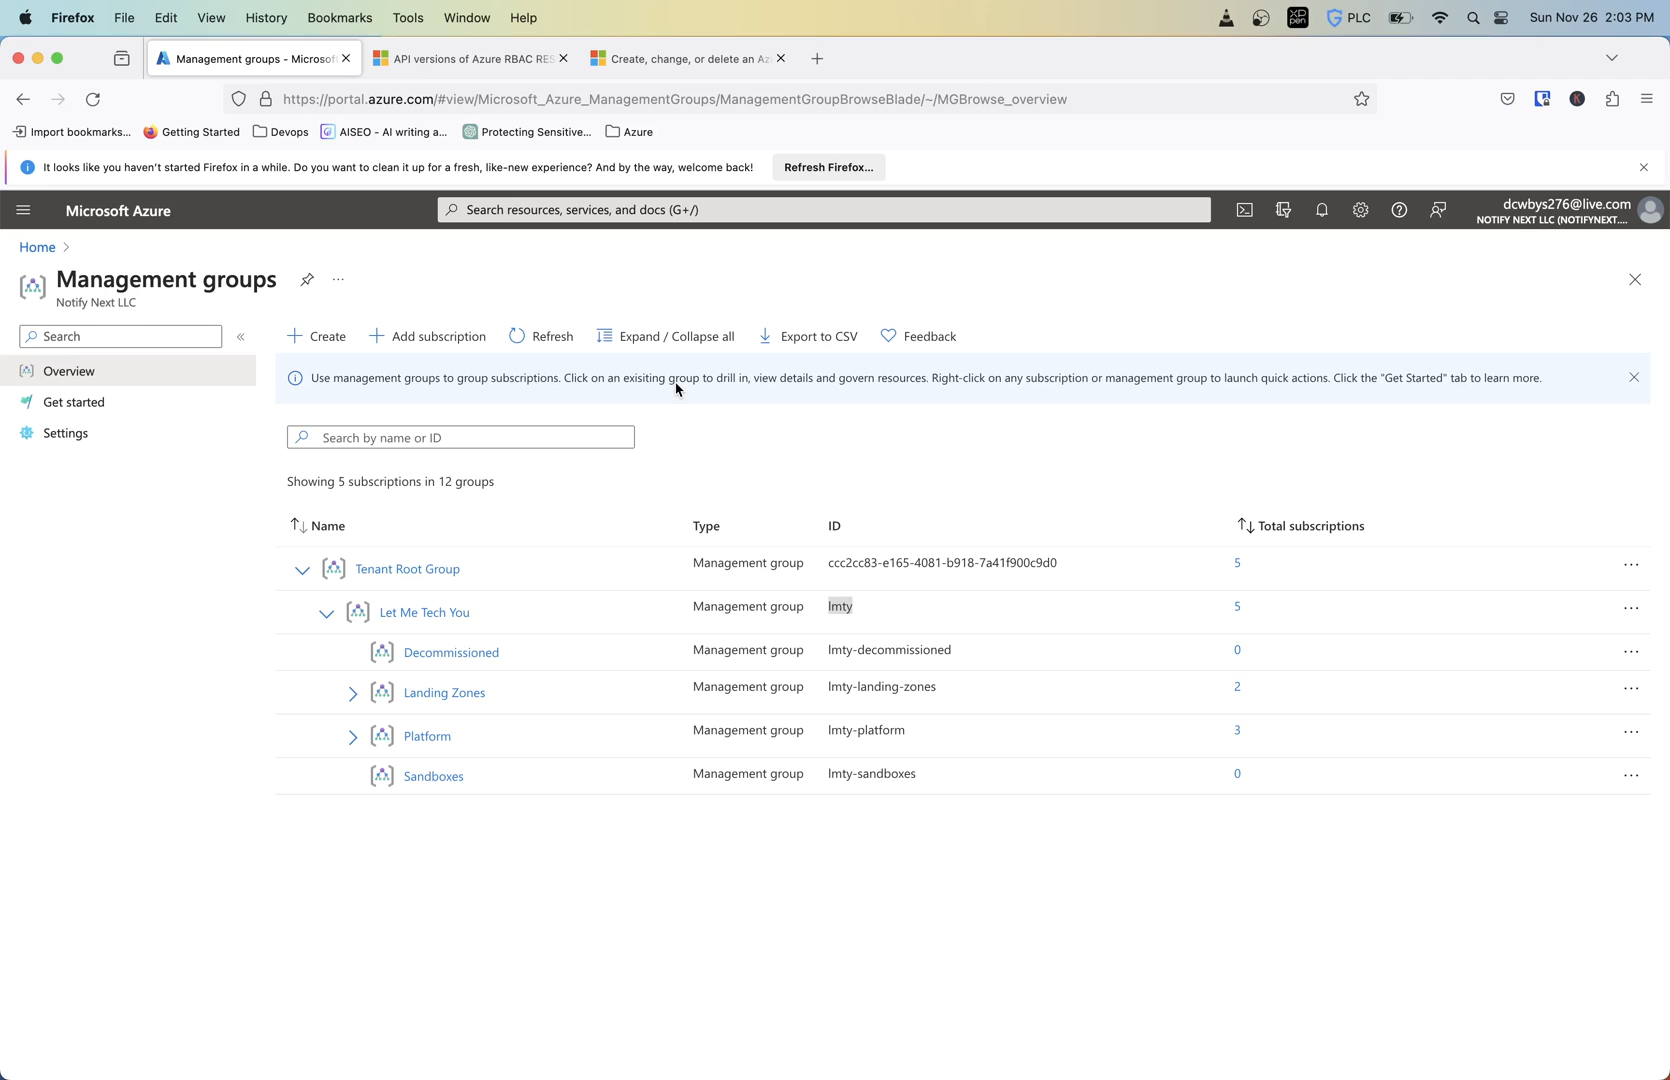 Firefox File Edit View History Bookmarks Tools Window Help
XP pen
PLC
Sun Nov 26 2:03 PM
Management groups - Microsof
API versions of Azure RBAC RES
Create, change, or delete an Az
https://portal.azure.com/#view/Microsoft_Azure_ManagementGroups/ManagementGroupBrowseBlade/~/MGBrowse_overview
K
Import bookmarks... Getting Started Devops AISEO - AI writing a... Protecting Sensitive... Azure
It looks like you haven't started Firefox in a while. Do you want to clean it up for a fresh, like-new experience? And by the way, welcome back! Refresh Firefox...
Microsoft Azure
Search resources, services, and docs (G+/)
dcwbys276@live.com
NOTIFY NEXT LLC (NOTIFYNEXT....
Home
Management groups ...
Notify Next LLC
Search
Overview
Get started
Settings
Create Add subscription Refresh Expand / Collapse all Export to CSV Feedback
Use management groups to group subscriptions. Click on an exisiting group to drill in, view details and govern resources. Right-click on any subscription or management group to launch quick actions. Click the "Get Started" tab to learn more.
Search by name or ID
Showing 5 subscriptions in 12 groups
Name Type ID Total subscriptions
Tenant Root Group Management group ccc2cc83-e165-4081-b918-7a41f900c9d0 5 ...
Let Me Tech You Management group lmty 5 ...
Decommissioned Management group lmty-decommissioned 0 ...
Landing Zones Management group lmty-landing-zones 2 ...
Platform Management group lmty-platform 3 ...
Sandboxes Management group lmty-sandboxes 0 ...